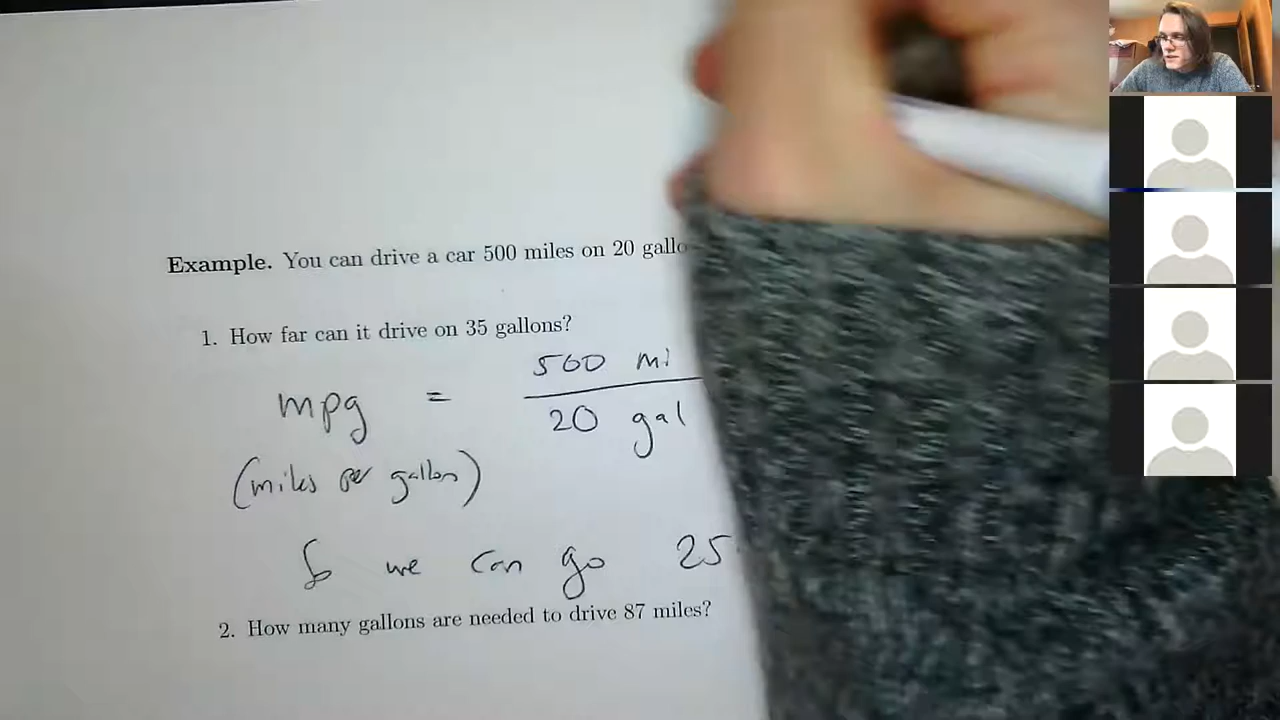 Example. You can drive a car 500 miles on 20 gallo
1. How far can it drive on 35 gallons?
500 mi
mpg =
20 gal
(miles per gallon)
So we can go 25
2. How many gallons are needed to drive 87 miles?